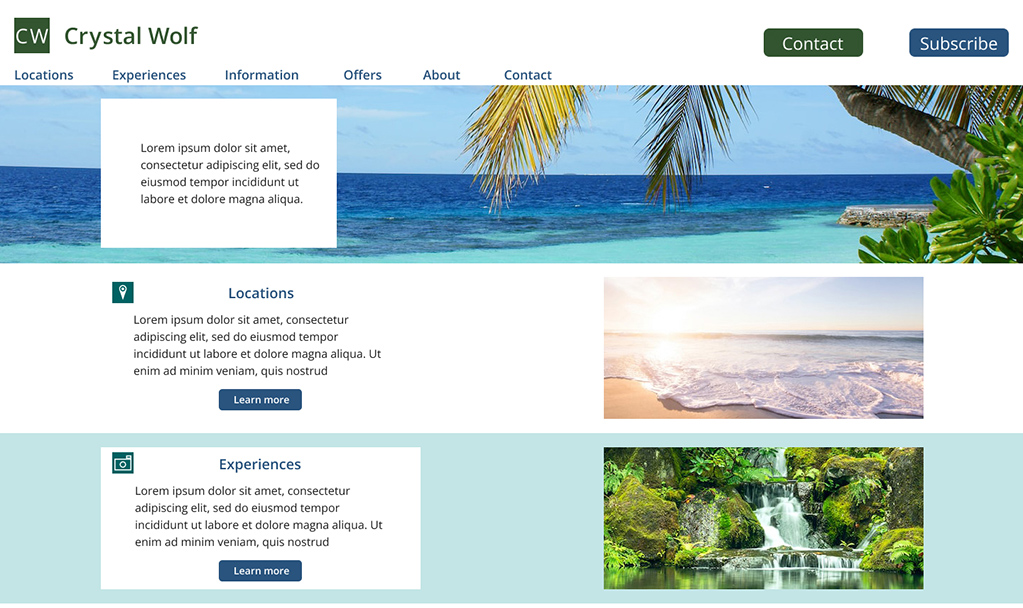 CW
Crystal Wolf
Contact
Subscribe
Locations
Experiences
Information
Offers
About
Contact
Lorem ipsum dolor sit amet,
consectetur adipiscing elit, sed do
eiusmod tempor incididunt ut
labore et dolore magna aliqua.
Locations
Lorem ipsum dolor sit amet, consectetur
adipiscing elit, sed do eiusmod tempor
incididunt ut labore et dolore magna aliqua. Ut
enim ad minim veniam, quis nostrud
Learn more
Experiences
Lorem ipsum dolor sit amet, consectetur
adipiscing elit, sed do eiusmod tempor
incididunt ut labore et dolore magna aliqua. Ut
enim ad minim veniam, quis nostrud
Learn more